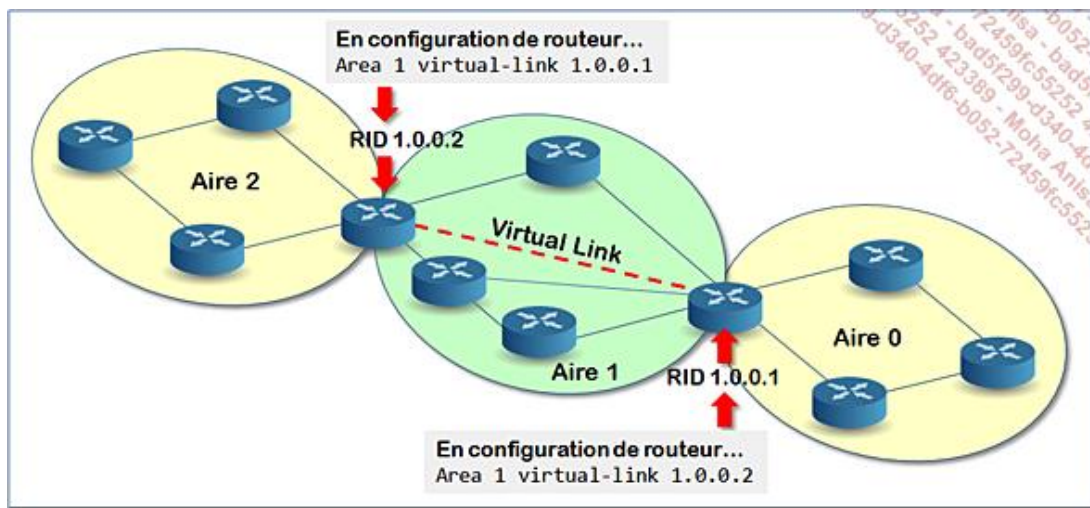 En configuration de routeur...
Area 1 virtual-link 1.0.0.1
RID 1.0.0.2
Aire 2
Virtual Link
Aire 1
Aire 0
RID 1.0.0.1
En configuration de routeur...
Area 1 virtual-link 1.0.0.2